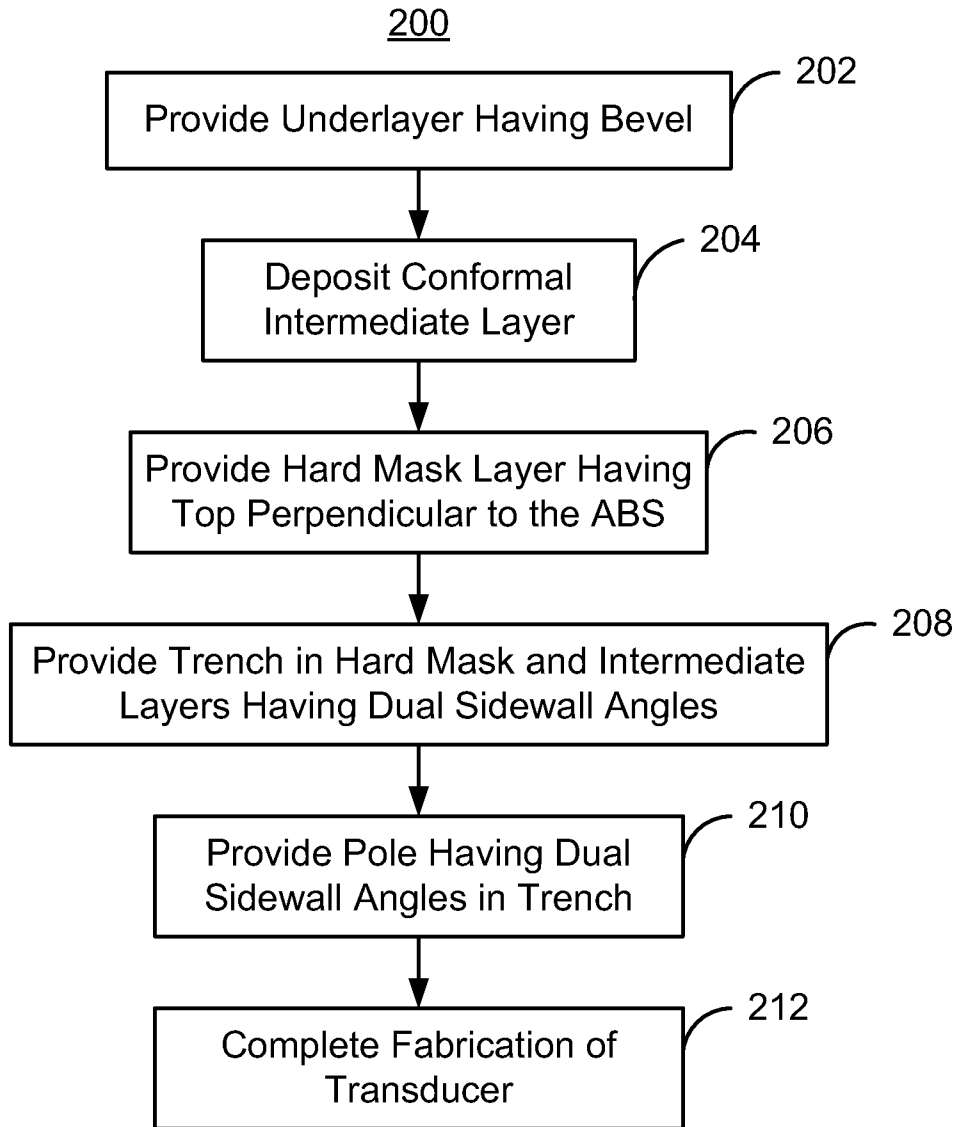 200
202
Provide Underlayer Having Bevel
204
Deposit Conformal
Intermediate Layer
206
Provide Hard Mask Layer Having
Top Perpendicular to the ABS
208
Provide Trench in Hard Mask and Intermediate
Layers Having Dual Sidewall Angles
210
Provide Pole Having Dual
Sidewall Angles in Trench
212
Complete Fabrication of
Transducer